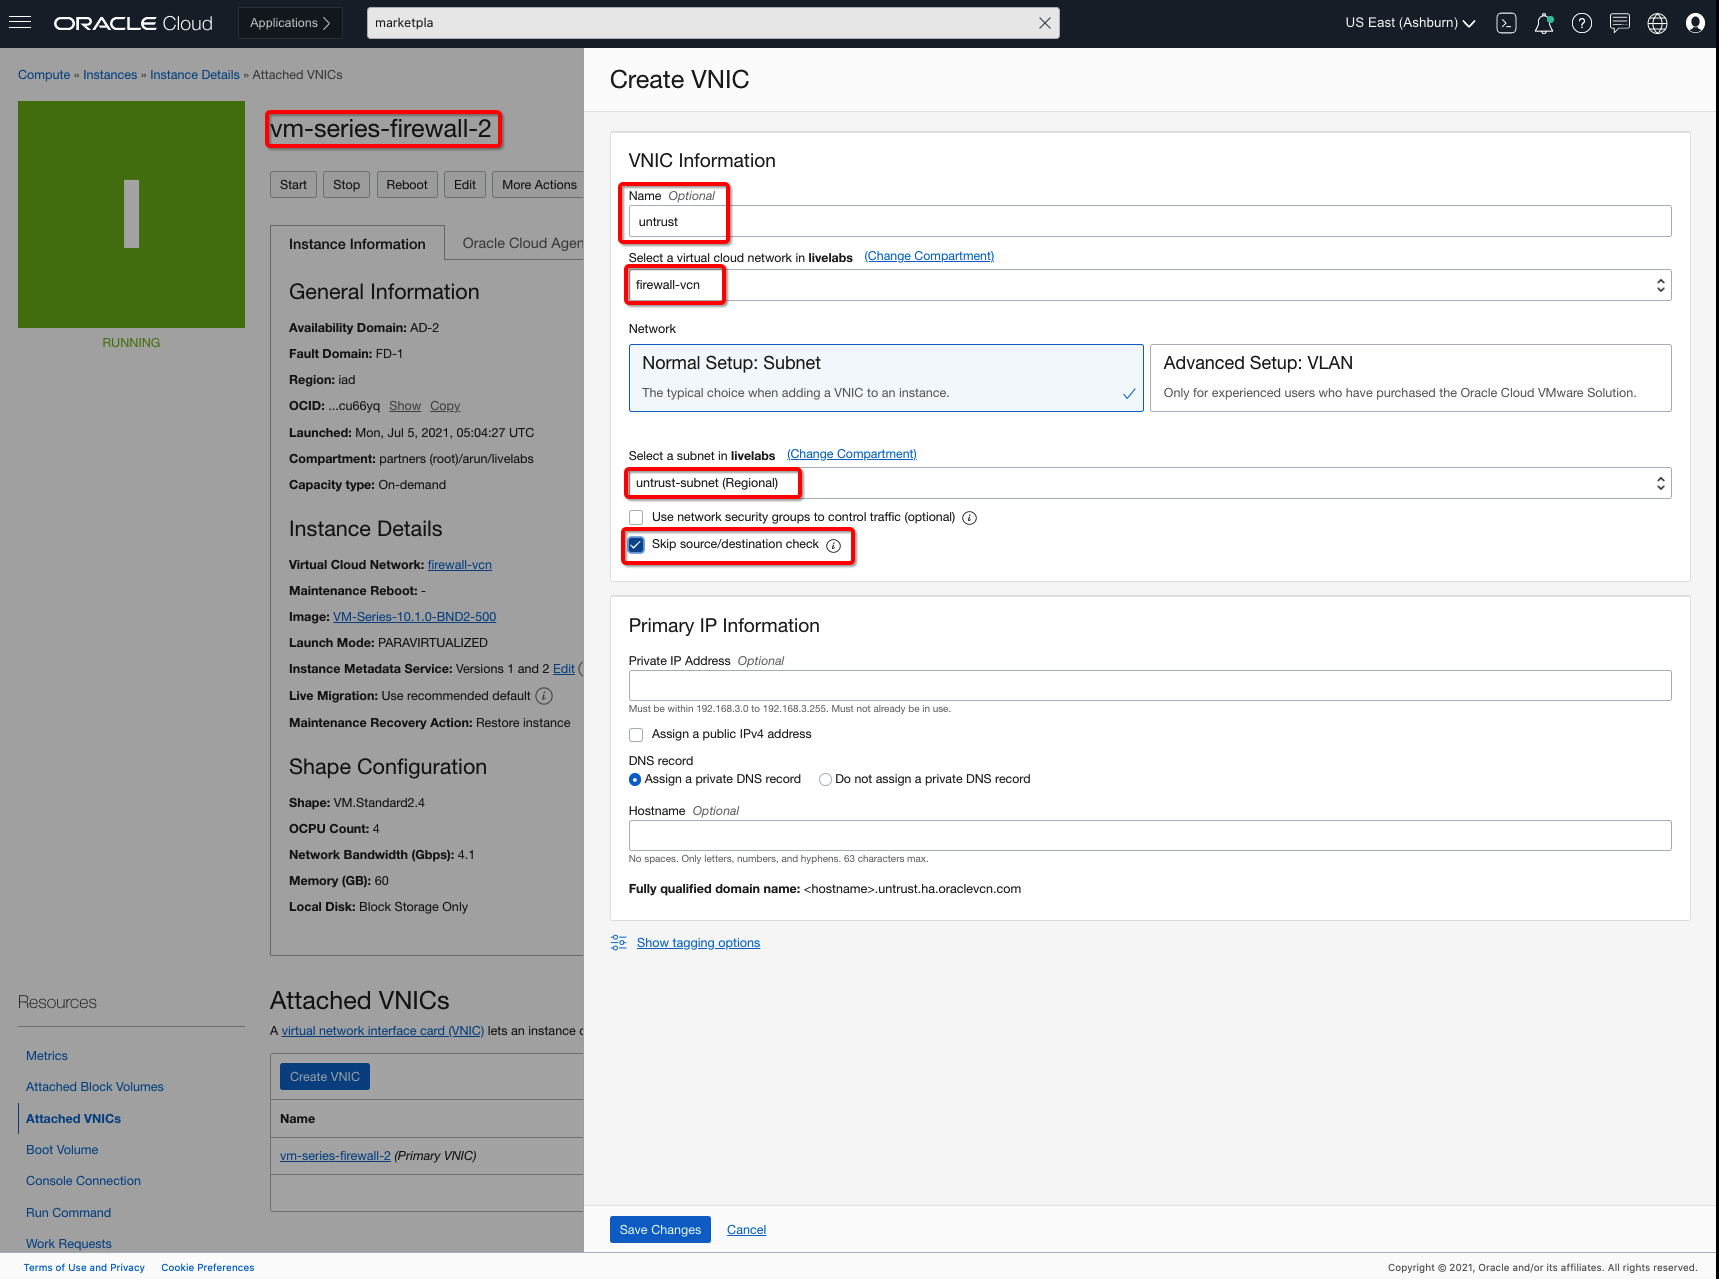 ORACLE Cloud
Applications
marketpla
US East (Ashburn)
Compute » Instances » Instance Details » Attached VNICs
I
RUNNING
vm-series-firewall-2
Start
Stop
Reboot
Edit
More Actions
Instance Information
Oracle Cloud Agen
General Information
Availability Domain: AD-2
Fault Domain: FD-1
Region: iad
OCID: ...cu66yq Show Copy
Launched: Mon, Jul 5, 2021, 05:04:27 UTC
Compartment: partners (root)/arun/livelabs
Capacity type: On-demand
Instance Details
Virtual Cloud Network: firewall-vcn
Maintenance Reboot: -
Image: VM-Series-10.1.0-BND2-500
Launch Mode: PARAVIRTUALIZED
Instance Metadata Service: Versions 1 and 2 Edit
Live Migration: Use recommended default
Maintenance Recovery Action: Restore instance
Shape Configuration
Shape: VM.Standard2.4
OCPU Count: 4
Network Bandwidth (Gbps): 4.1
Memory (GB): 60
Local Disk: Block Storage Only
Resources
Metrics
Attached Block Volumes
Attached VNICs
Boot Volume
Console Connection
Run Command
Work Requests
Attached VNICs
A virtual network interface card (VNIC) lets an instance c
Create VNIC
Name
vm-series-firewall-2 (Primary VNIC)
Create VNIC
VNIC Information
Name Optional
untrust
Select a virtual cloud network in livelabs (Change Compartment)
firewall-vcn
Network
Normal Setup: Subnet
The typical choice when adding a VNIC to an instance.
Advanced Setup: VLAN
Only for experienced users who have purchased the Oracle Cloud VMware Solution.
Select a subnet in livelabs (Change Compartment)
untrust-subnet (Regional)
Use network security groups to control traffic (optional)
Skip source/destination check
Primary IP Information
Private IP Address Optional
Must be within 192.168.3.0 to 192.168.3.255. Must not already be in use.
Assign a public IPv4 address
DNS record
Assign a private DNS record
Do not assign a private DNS record
Hostname Optional
No spaces. Only letters, numbers, and hyphens. 63 characters max.
Fully qualified domain name: <hostname>.untrust.ha.oraclevcn.com
Show tagging options
Save Changes
Cancel
Terms of Use and Privacy
Cookie Preferences
Copyright © 2021, Oracle and/or its affiliates. All rights reserved.